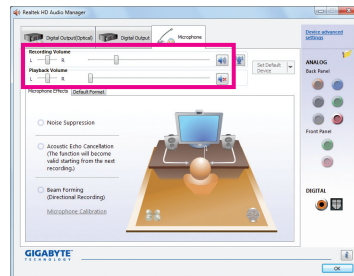 Realtek HD Audio Manager
Digital Output(Optical)
Digital Output
Microphone
Device advanced
settings
Recording Volume
L
R
Set Default
Device
Playback Volume
L
R
ANALOG
Back Panel
Microphone Effects
Default Format
Noise Suppression
Acoustic Echo Cancellation
(The function will become
valid starting from the next
recording.)
Front Panel
Beam Forming
(Directional Recording)
Microphone Calibration
DIGITAL
GIGABYTE
TECHNOLOGY
i
OK